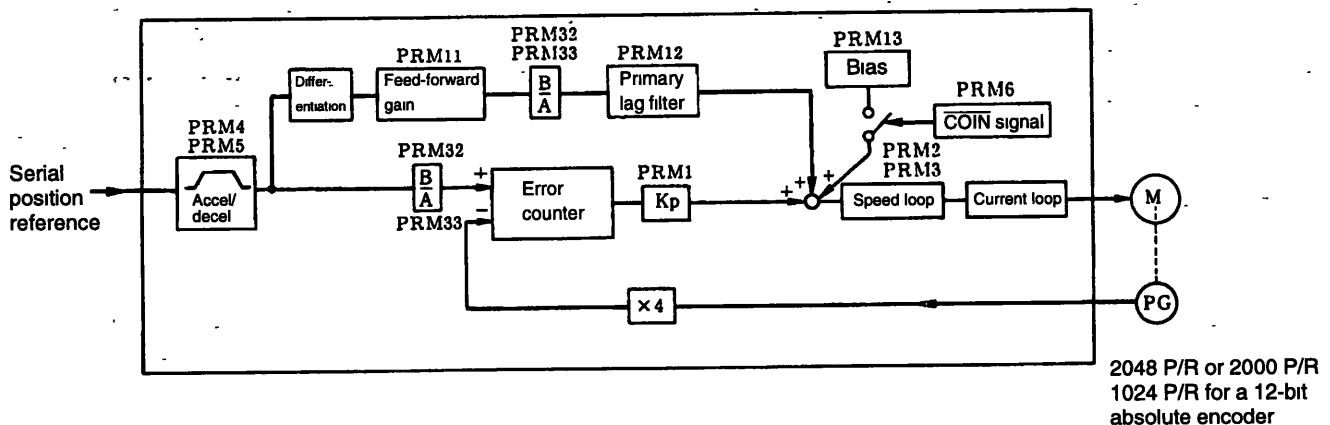 PRM32
PRM33
PRM11
PRM12
PRM13
Bias
Differ-
entiation
Feed-forward
gain
B
A
Primary
lag filter
PRM6
COIN signal
PRM4
PRM5
Accel/
decel
Serial
position
reference
PRM32
B
A
PRM33
+
−
Error
counter
PRM1
Kp
+
+
+
PRM2
PRM3
Speed loop
Current loop
M
×4
PG
2048 P/R or 2000 P/R
1024 P/R for a 12-bit
absolute encoder